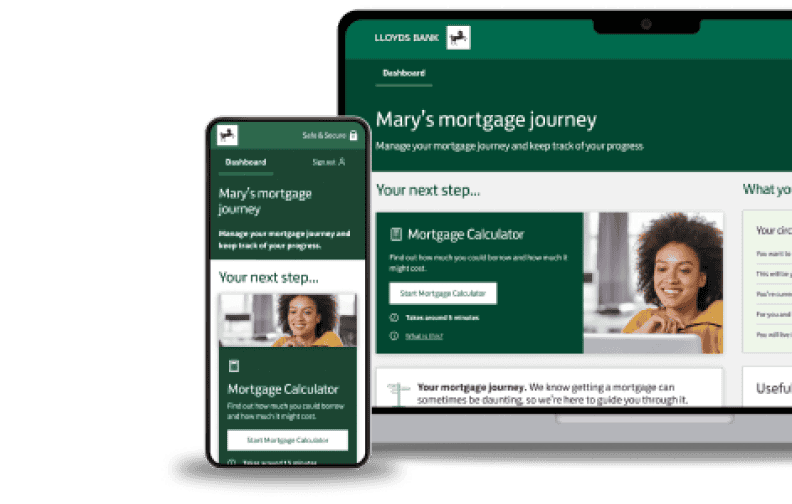 LLOYDS BANK
Dashboard
Mary's mortgage journey
Manage your mortgage journey and keep track of your progress
Your next step...
Mortgage Calculator
Find out how much you could borrow and how much it
might cost.
Start Mortgage Calculator
Takes around 5 minutes
What is this?
Your mortgage journey. We know getting a mortgage can
sometimes be daunting, so we're here to guide you through it.
What you
Your circ
You want to
This will be
You're curre
For you and
You will live
Useful
Safe & Secure
Dashboard
Sign out
Mary's mortgage
journey
Manage your mortgage journey and
keep track of your progress.
Your next step...
Mortgage Calculator
Find out how much you could borrow
and how much it might cost.
Start Mortgage Calculator
Takes around 15 minutes